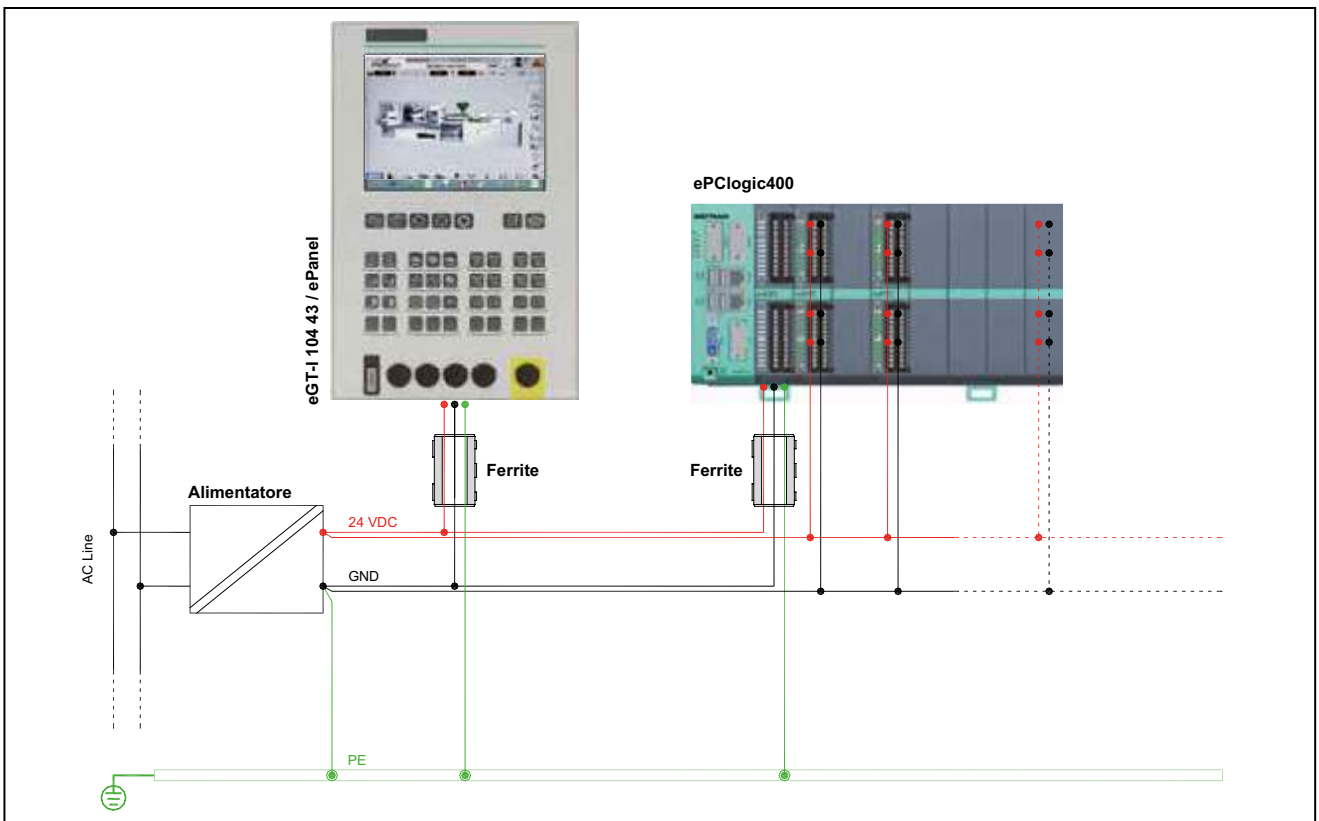 ePClogic400
eGT-I 104 43 / ePanel
Ferrite
Ferrite
Alimentatore
24 VDC
AC Line
GND
PE